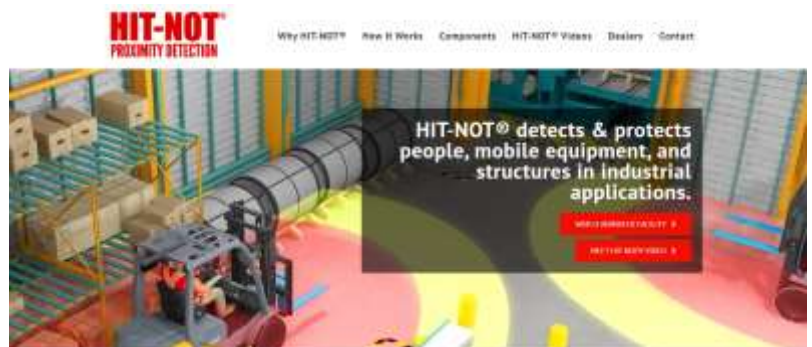 HIT-NOT®
PROXIMITY DETECTION
Why HIT-NOT® How It Works Components HIT-NOT® Videos Dealers Contact
HIT-NOT® detects & protects
people, mobile equipment, and
structures in industrial
applications.